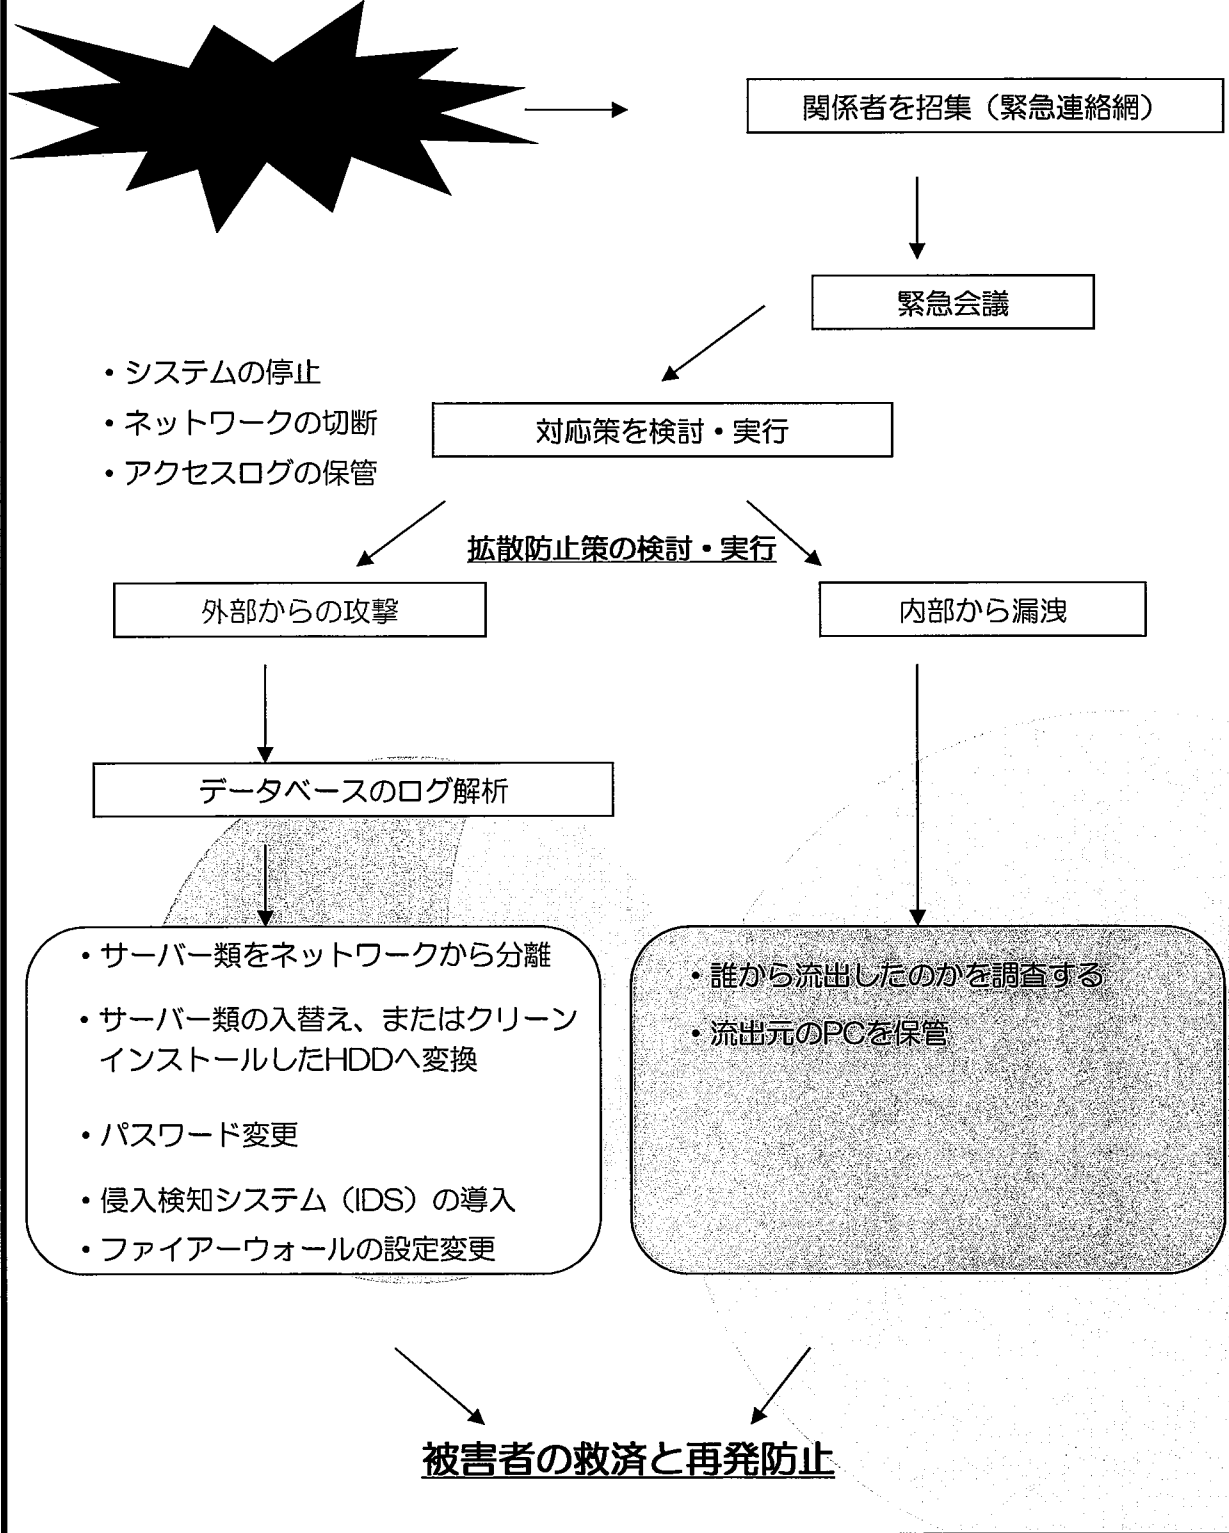 関係者を招集（緊急連絡網）
緊急会議
・システムの停止
・ネットワークの切断
・アクセスログの保管
対応策を検討・実行
拡散防止策の検討・実行
外部からの攻撃
内部から漏洩
データベースのログ解析
・サーバー類をネットワークから分離
・サーバー類の入替え、またはクリーン
インストールしたHDDへ変換
・パスワード変更
・侵入検知システム（IDS）の導入
・ファイアーウォールの設定変更
・誰から流出したのかを調査する
・流出元のPCを保管
被害者の救済と再発防止